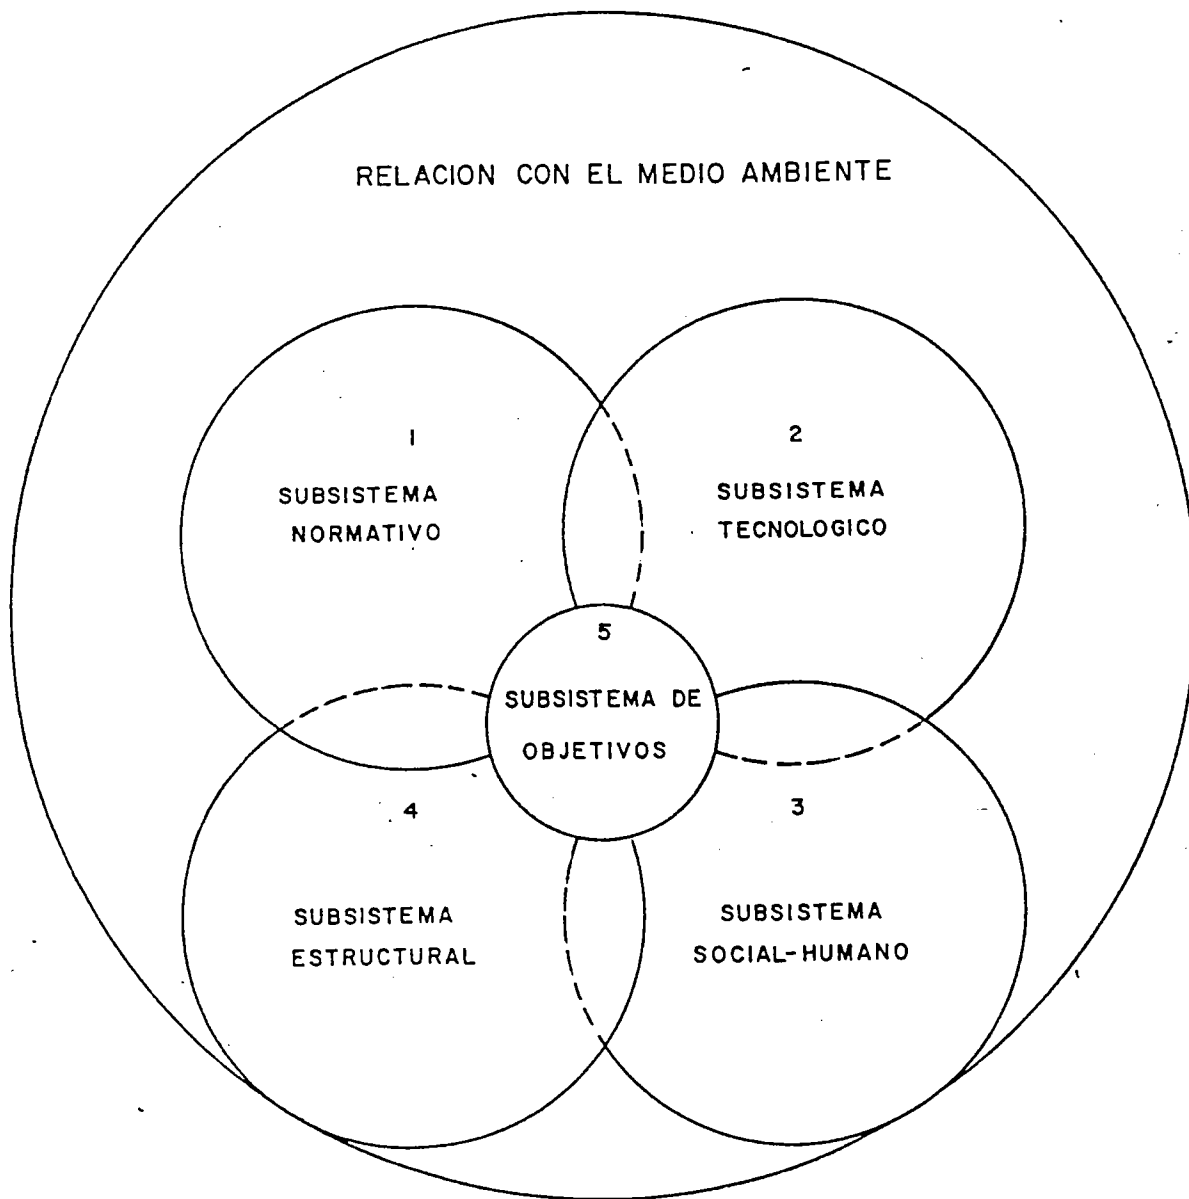 RELACION CON EL MEDIO AMBIENTE
1
SUBSISTEMA
NORMATIVO
2
SUBSISTEMA
TECNOLOGICO
5
SUBSISTEMA DE
OBJETIVOS
4
SUBSISTEMA
ESTRUCTURAL
3
SUBSISTEMA
SOCIAL-HUMANO